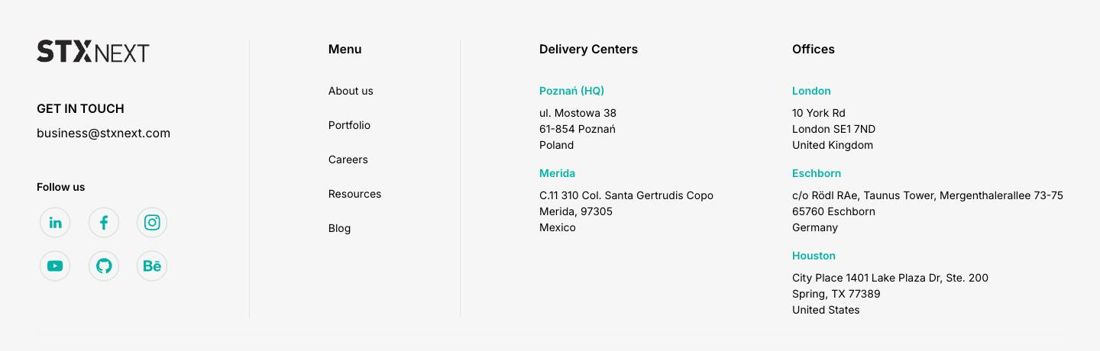 STXNEXT
GET IN TOUCH
business@stxnext.com
Follow us
in
f
Bē
Menu
About us
Portfolio
Careers
Resources
Blog
Delivery Centers
Poznań (HQ)
ul. Mostowa 38
61-854 Poznań
Poland
Merida
C.11 310 Col. Santa Gertrudis Copo
Merida, 97305
Mexico
Offices
London
10 York Rd
London SE1 7ND
United Kingdom
Eschborn
c/o Rödl RAe, Taunus Tower, Mergenthalerallee 73-75
65760 Eschborn
Germany
Houston
City Place 1401 Lake Plaza Dr, Ste. 200
Spring, TX 77389
United States